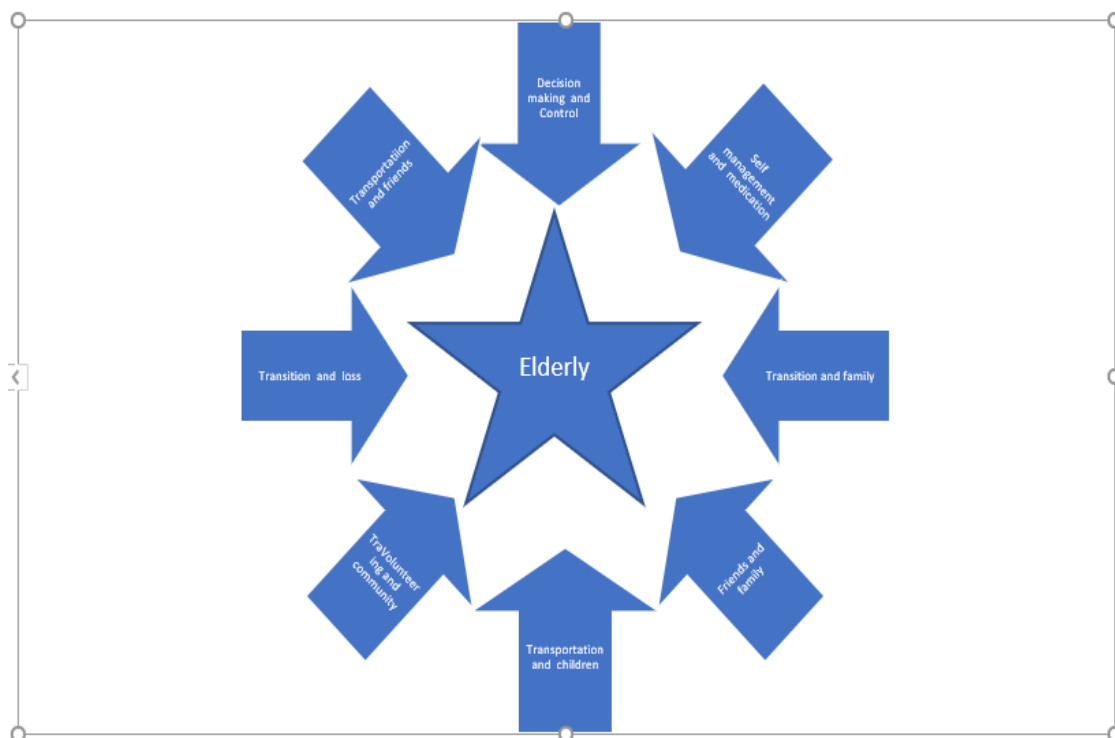 Decision
making and
Control
Transportatiion
and friends
Self
management
and medication
Elderly
Transition and loss
Transition and family
TraVolunteer
ing and
community
Friends and
family
Transportation
and children